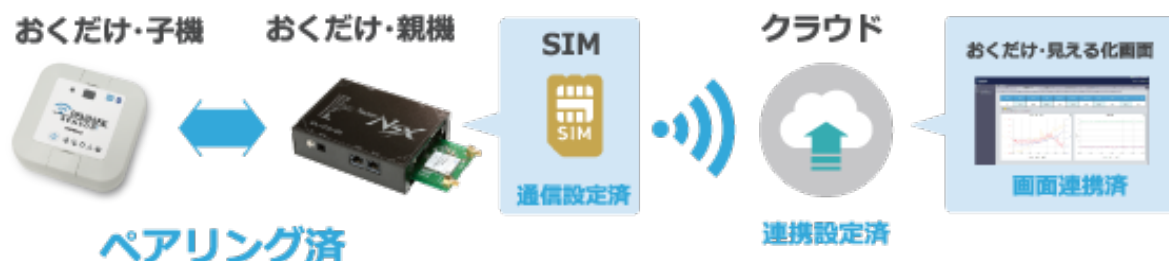 おくだけ・子機
おくだけ・親機
SIM
クラウド
おくだけ・見える化画面
SIM
通信設定済
連携設定済
画面連携済
ペアリング済